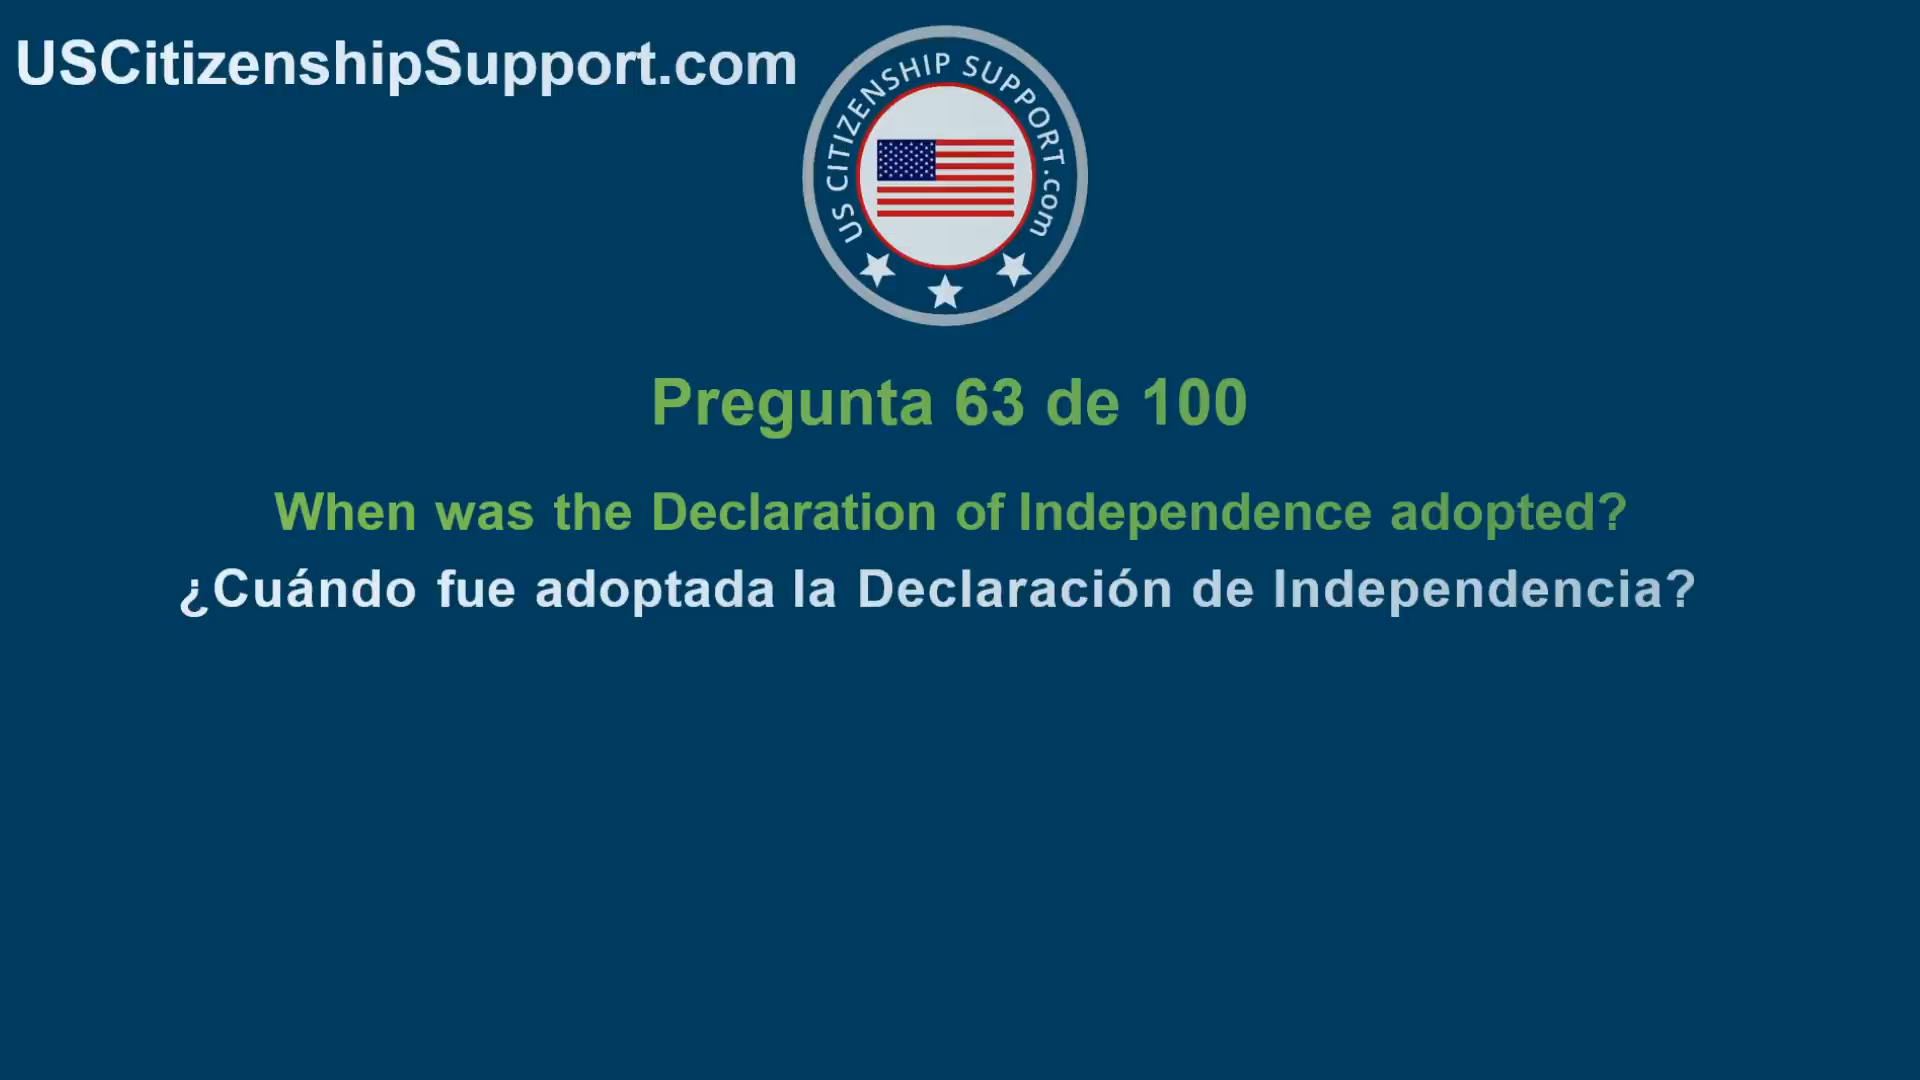 USCitizenshipSupport.com
US CITIZENSHIP SUPPORT.com
Pregunta 63 de 100
When was the Declaration of Independence adopted?
¿Cuándo fue adoptada la Declaración de Independencia?